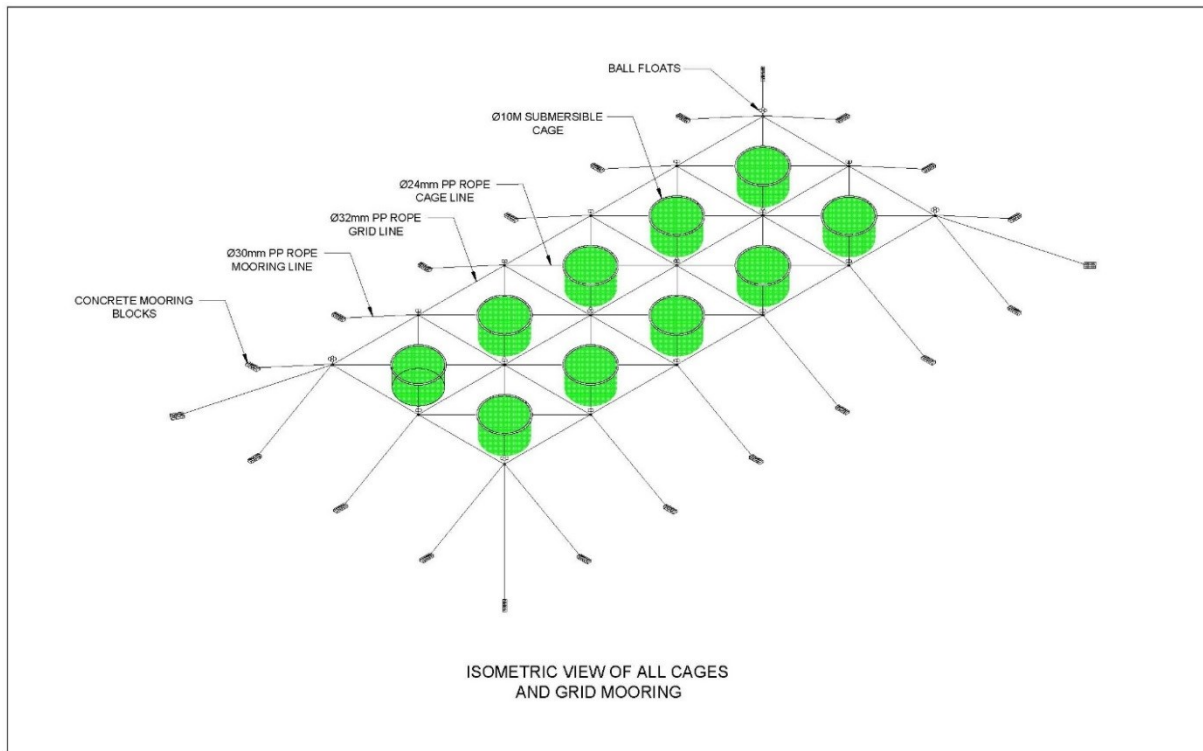 BALL FLOATS
Ø10M SUBMERSIBLE
CAGE
Ø24mm PP ROPE
CAGE LINE
Ø32mm PP ROPE
GRID LINE
Ø30mm PP ROPE
MOORING LINE
CONCRETE MOORING
BLOCKS
ISOMETRIC VIEW OF ALL CAGES
AND GRID MOORING